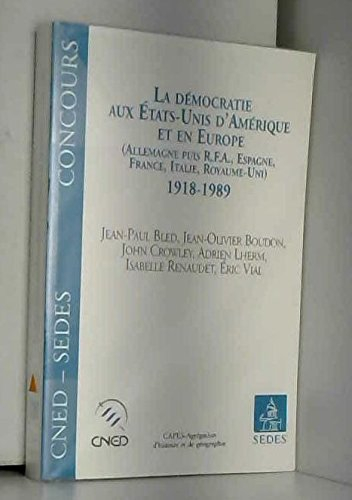 CNED – SEDES CONCOURS
LA DÉMOCRATIE
AUX ÉTATS-UNIS D'AMÉRIQUE
ET EN EUROPE
(ALLEMAGNE PUIS R.F.A., ESPAGNE,
FRANCE, ITALIE, ROYAUME-UNI)
1918-1989
JEAN-PAUL BLED, JEAN-OLIVIER BOUDON,
JOHN CROWLEY, ADRIEN LHERM,
ISABELLE RENAUDET, ÉRIC VIAL
CNED
CAPES-Agrégation
d'histoire et de géographie
SEDES